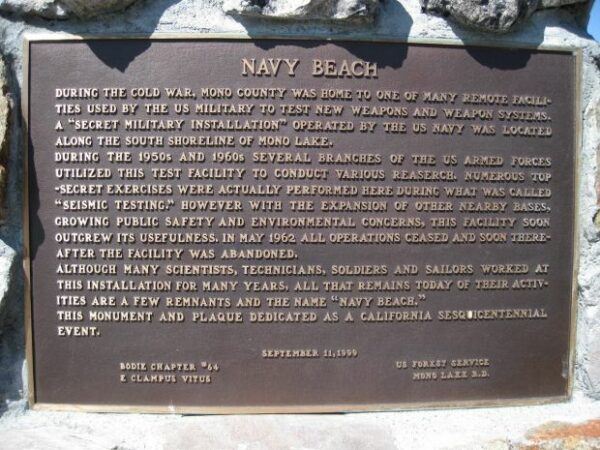 NAVY BEACH
DURING THE COLD WAR, MONO COUNTY WAS HOME TO ONE OF MANY REMOTE FACILI-
TIES USED BY THE US MILITARY TO TEST NEW WEAPONS AND WEAPON SYSTEMS.
A "SECRET MILITARY INSTALLATION" OPERATED BY THE US NAVY WAS LOCATED
ALONG THE SOUTH SHORELINE OF MONO LAKE.
DURING THE 1950s AND 1960s SEVERAL BRANCHES OF THE US ARMED FORCES
UTILIZED THIS TEST FACILITY TO CONDUCT VARIOUS REASERCH. NUMEROUS TOP
-SECRET EXERCISES WERE ACTUALLY PERFORMED HERE DURING WHAT WAS CALLED
"SEISMIC TESTING." HOWEVER WITH THE EXPANSION OF OTHER NEARBY BASES,
GROWING PUBLIC SAFETY AND ENVIRONMENTAL CONCERNS, THIS FACILITY SOON
OUTGREW ITS USEFULNESS. IN MAY 1962 ALL OPERATIONS CEASED AND SOON THERE-
AFTER THE FACILITY WAS ABANDONED.
ALTHOUGH MANY SCIENTISTS, TECHNICIANS, SOLDIERS AND SAILORS WORKED AT
THIS INSTALLATION FOR MANY YEARS, ALL THAT REMAINS TODAY OF THEIR ACTIV-
ITIES ARE A FEW REMNANTS AND THE NAME "NAVY BEACH."
THIS MONUMENT AND PLAQUE DEDICATED AS A CALIFORNIA SESQUICENTENNIAL
EVENT.
SEPTEMBER 11, 1999
BODIE CHAPTER #64
E CLAMPUS VITUS
US FOREST SERVICE
MONO LAKE R.D.